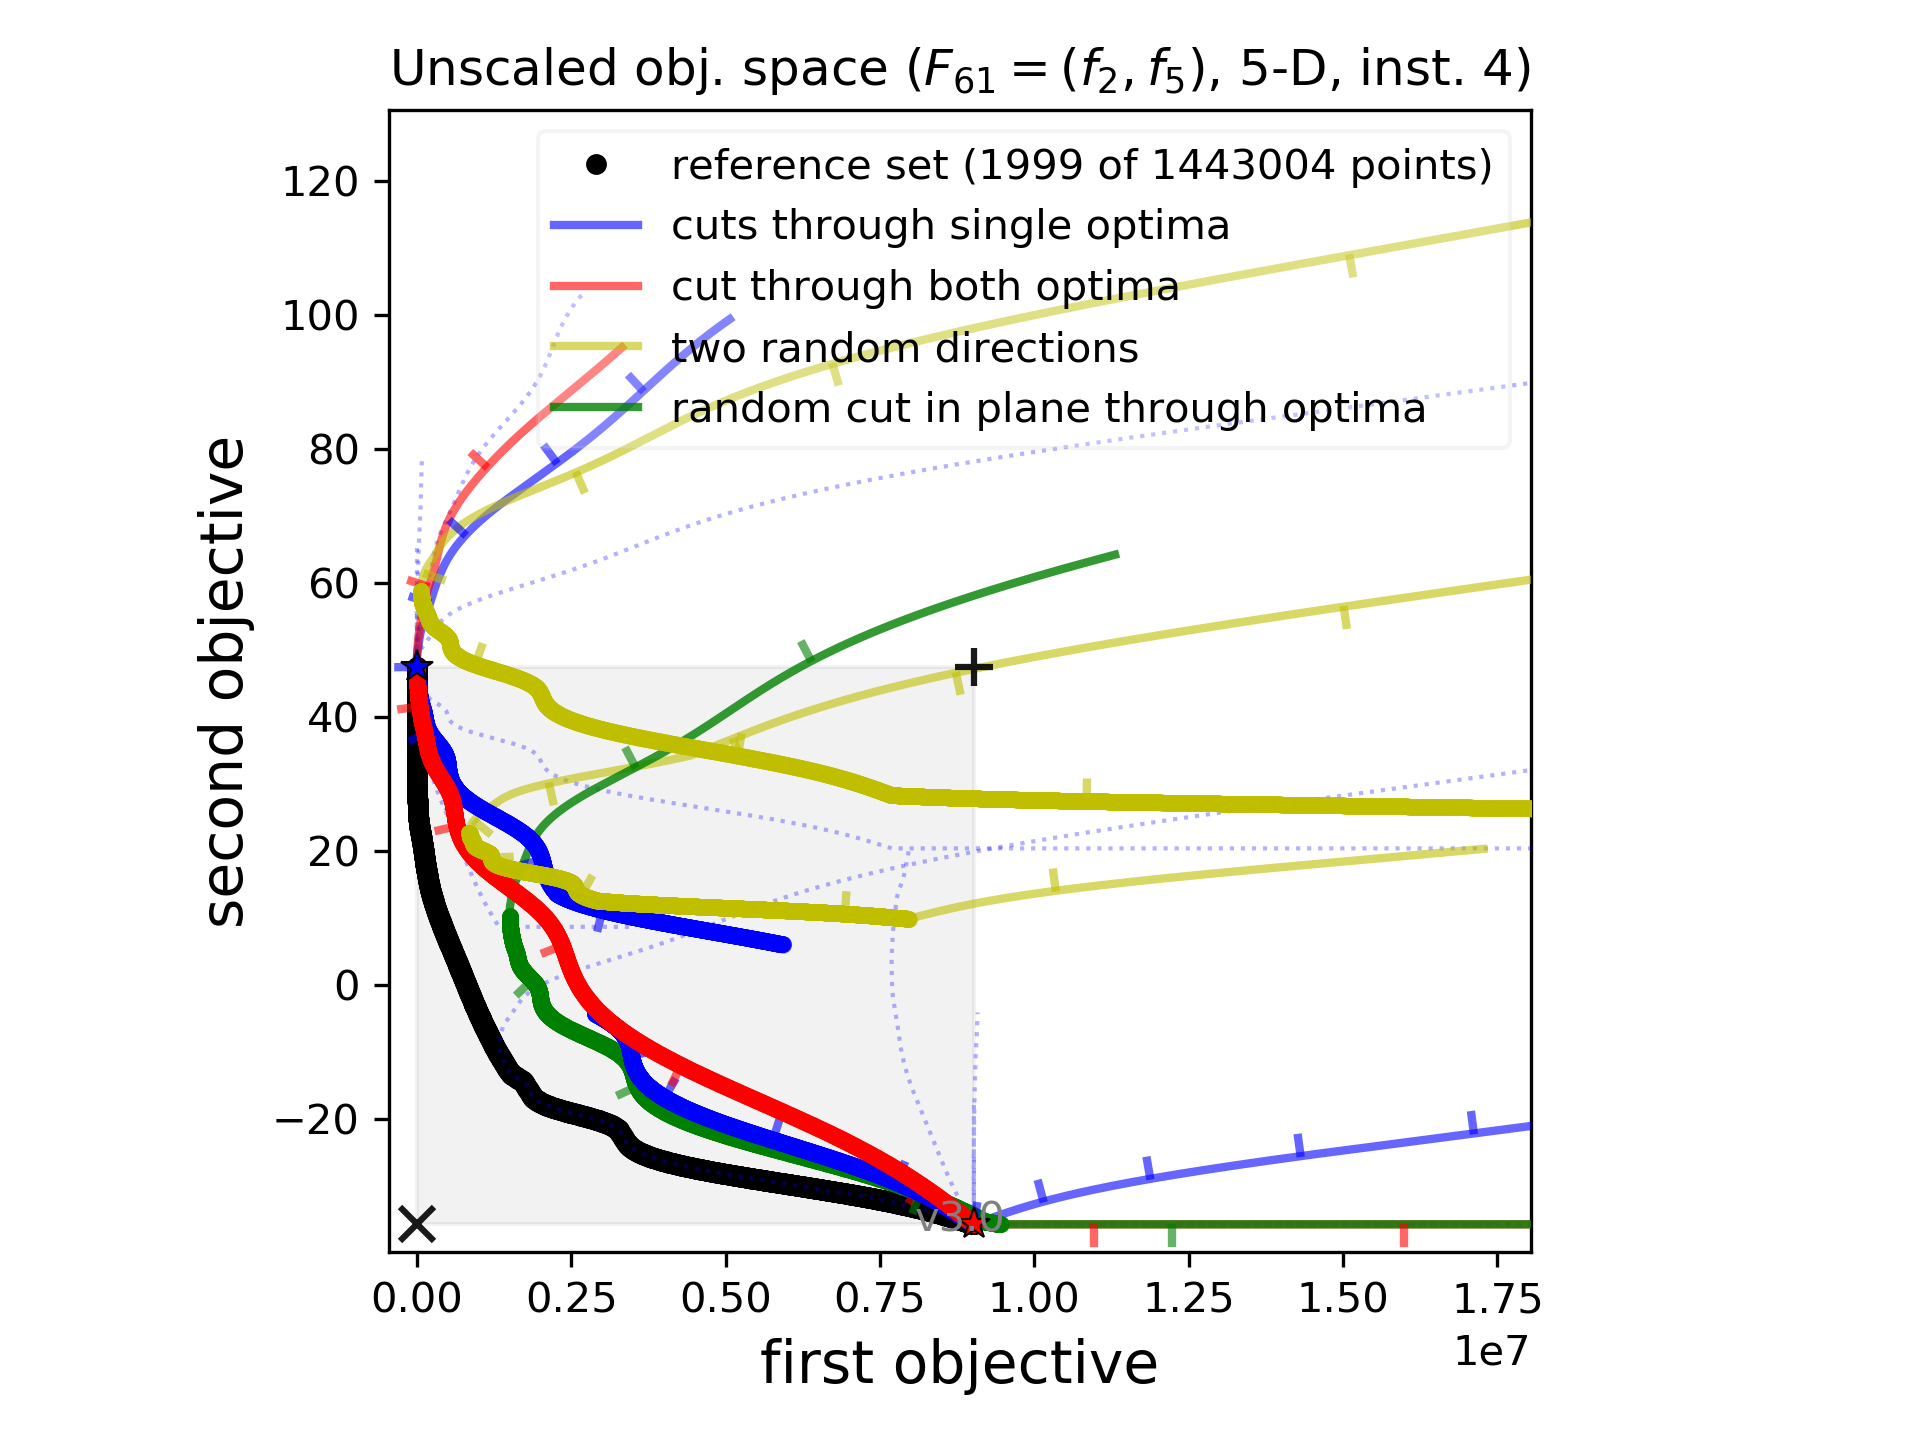 Unscaled obj. space (F61 = (f2, f5), 5-D, inst. 4)
reference set (1999 of 1443004 points)
cuts through single optima
cut through both optima
two random directions
random cut in plane through optima
second objective
120
100
80
60
40
20
0
−20
v3.0
0.00 0.25 0.50 0.75 1.00 1.25 1.50 1.75
1e7
first objective